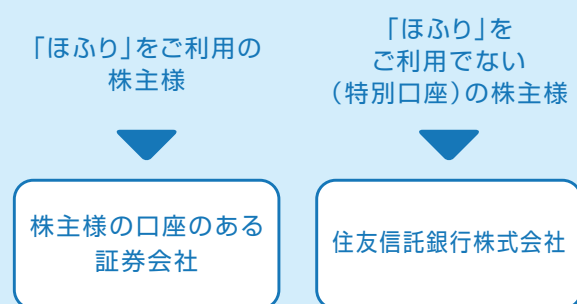 「ほふり」をご利用の
株主様
株主様の口座のある
証券会社
「ほふり」を
ご利用でない
（特別口座）の株主様
住友信託銀行株式会社